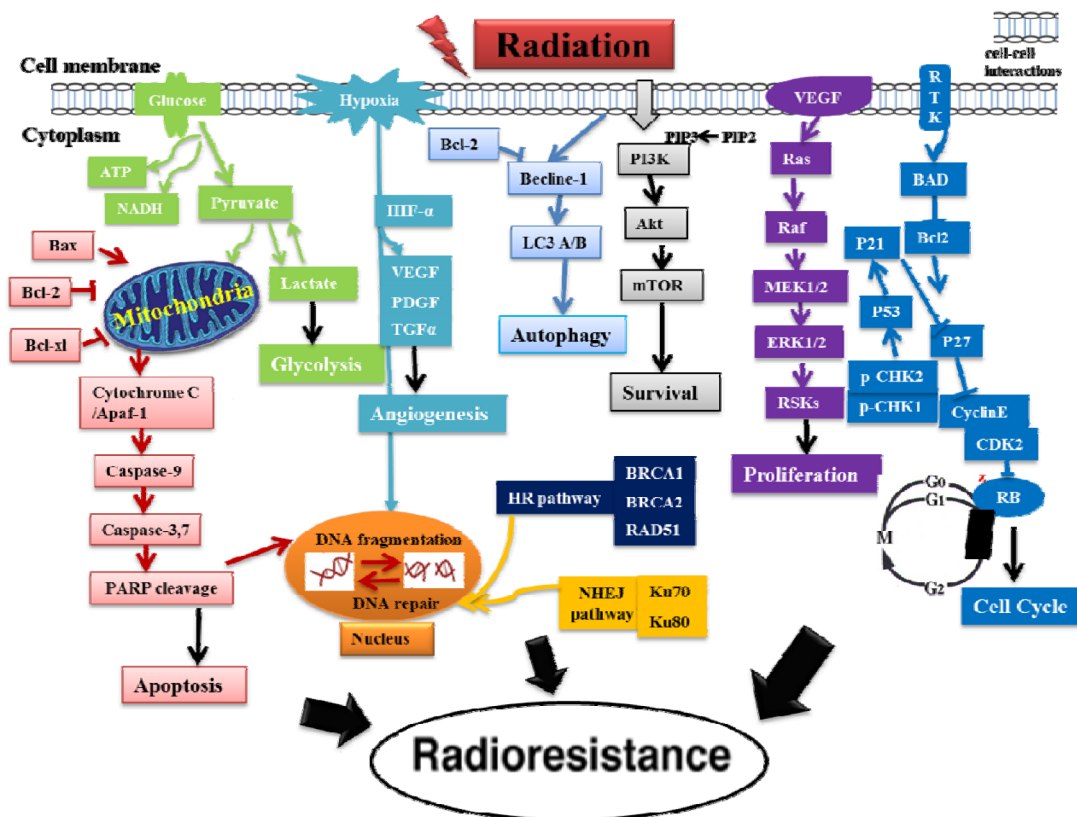 Radiation
cell-cell
interactions
Cell membrane
Cytoplasm
Glucose
ATP
NADH
Pyruvate
Lactate
Glycolysis
Bax
Bcl-2
Bcl-xl
Mitochondria
Cytochrome C
/Apaf-1
Caspase-9
Caspase-3,7
PARP cleavage
Apoptosis
Hypoxia
HIF-α
VEGF
PDGF
TGFα
Angiogenesis
Bcl-2
Becline-1
LC3 A/B
Autophagy
PIP3 PIP2
PI3K
Akt
mTOR
Survival
VEGF
Ras
Raf
MEK1/2
ERK1/2
RSKs
Proliferation
R
T
K
BAD
Bcl2
P21
P53
P27
p CHK2
p-CHK1
CyclinE
CDK2
RB
G0
G1
M
G2
Cell Cycle
HR pathway
BRCA1
BRCA2
RAD51
DNA fragmentation
DNA repair
Nucleus
NHEJ
pathway
Ku70
Ku80
Radioresistance